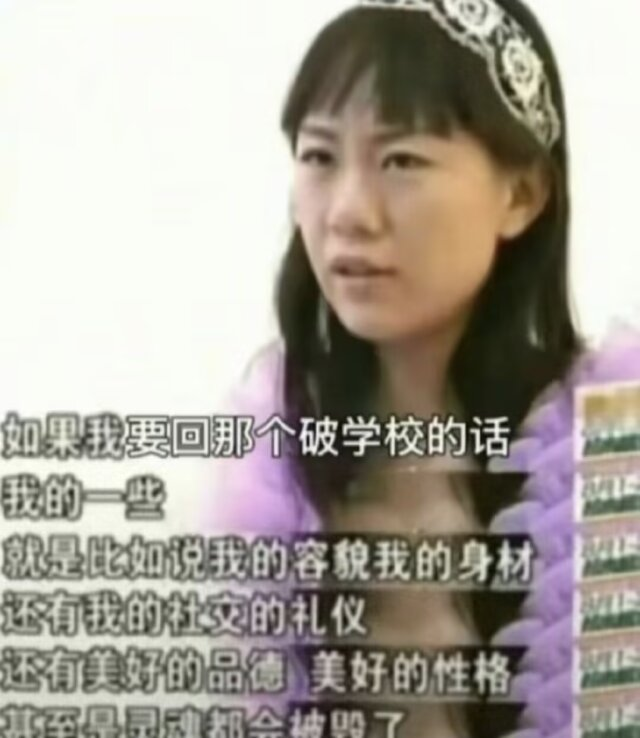 如果我要回那个破学校的话
我的一些
就是比如说我的容貌我的身材
还有我的社交的礼仪
还有美好的品德 美好的性格
甚至是灵魂都会被毁了